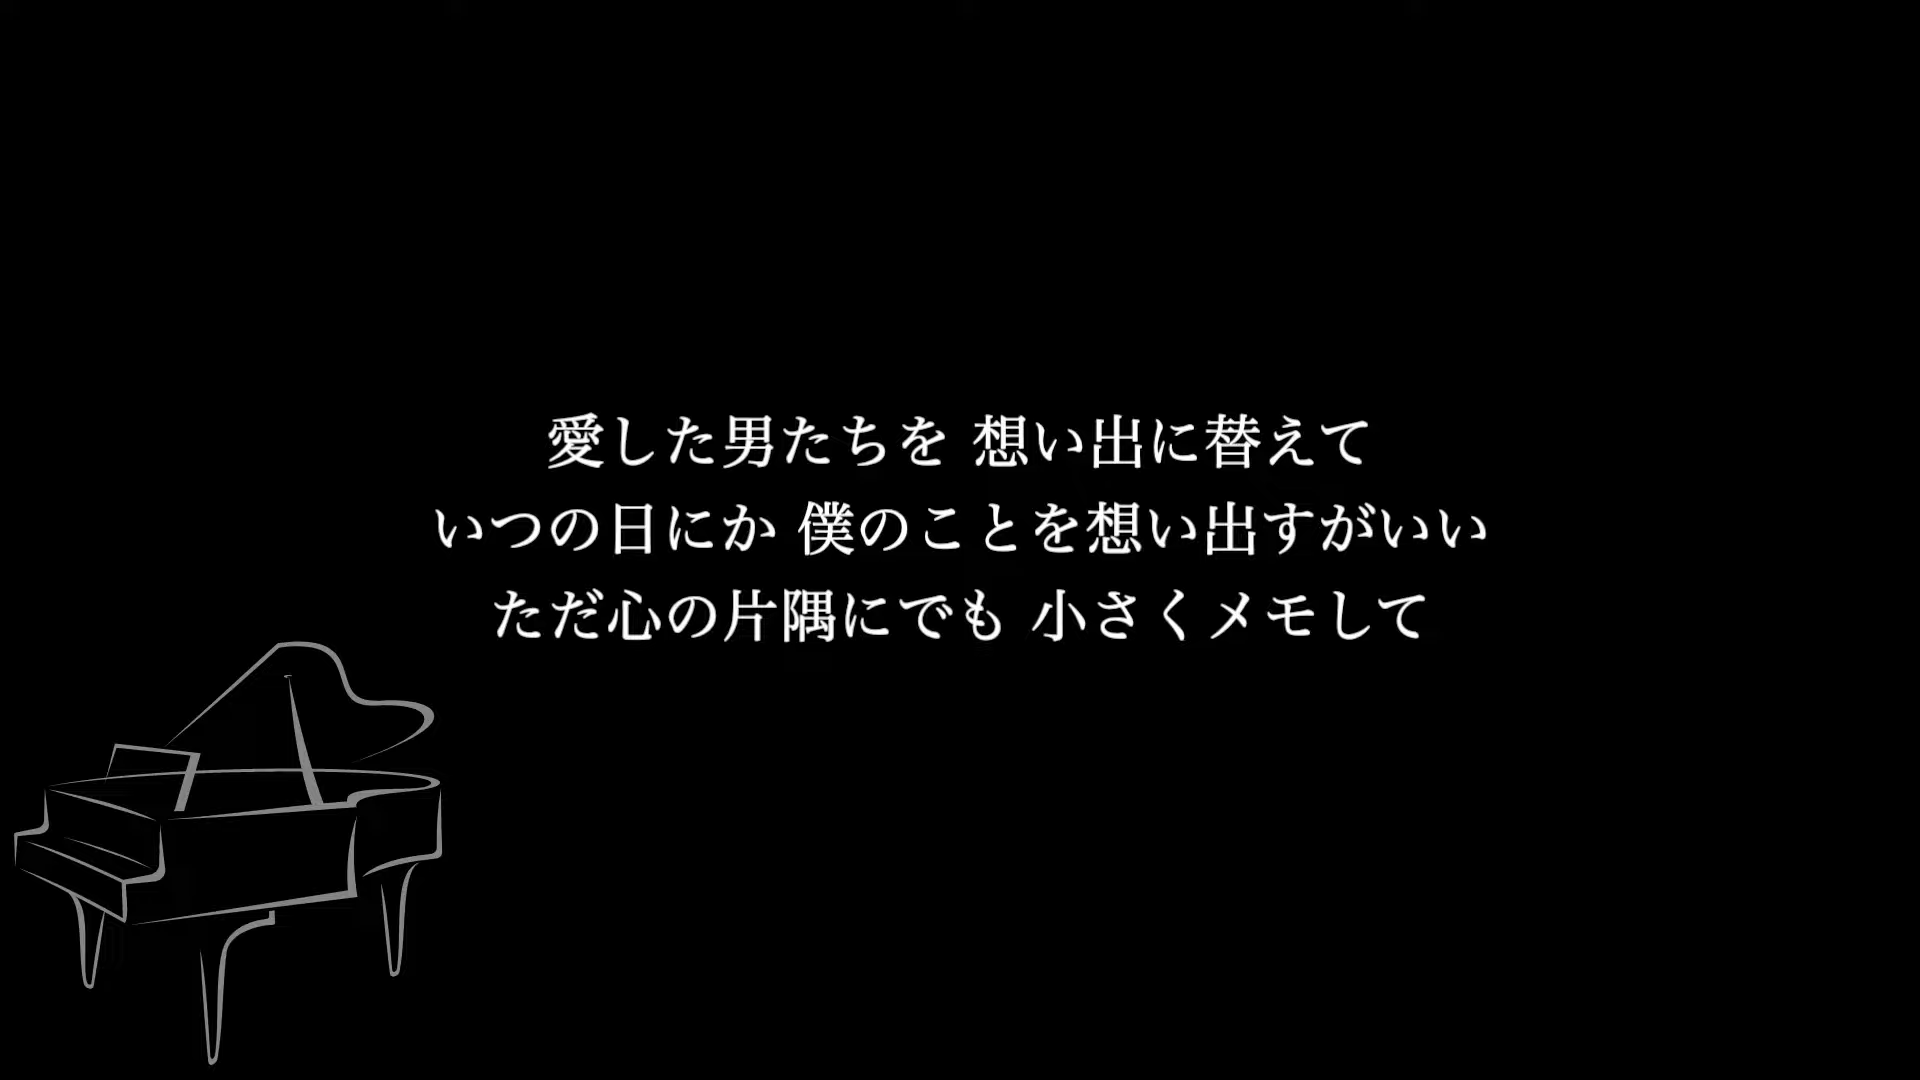 愛した男たちを 想い出に替えて
いつの日にか 僕のことを想い出すがいい
ただ心の片隅にでも 小さくメモして